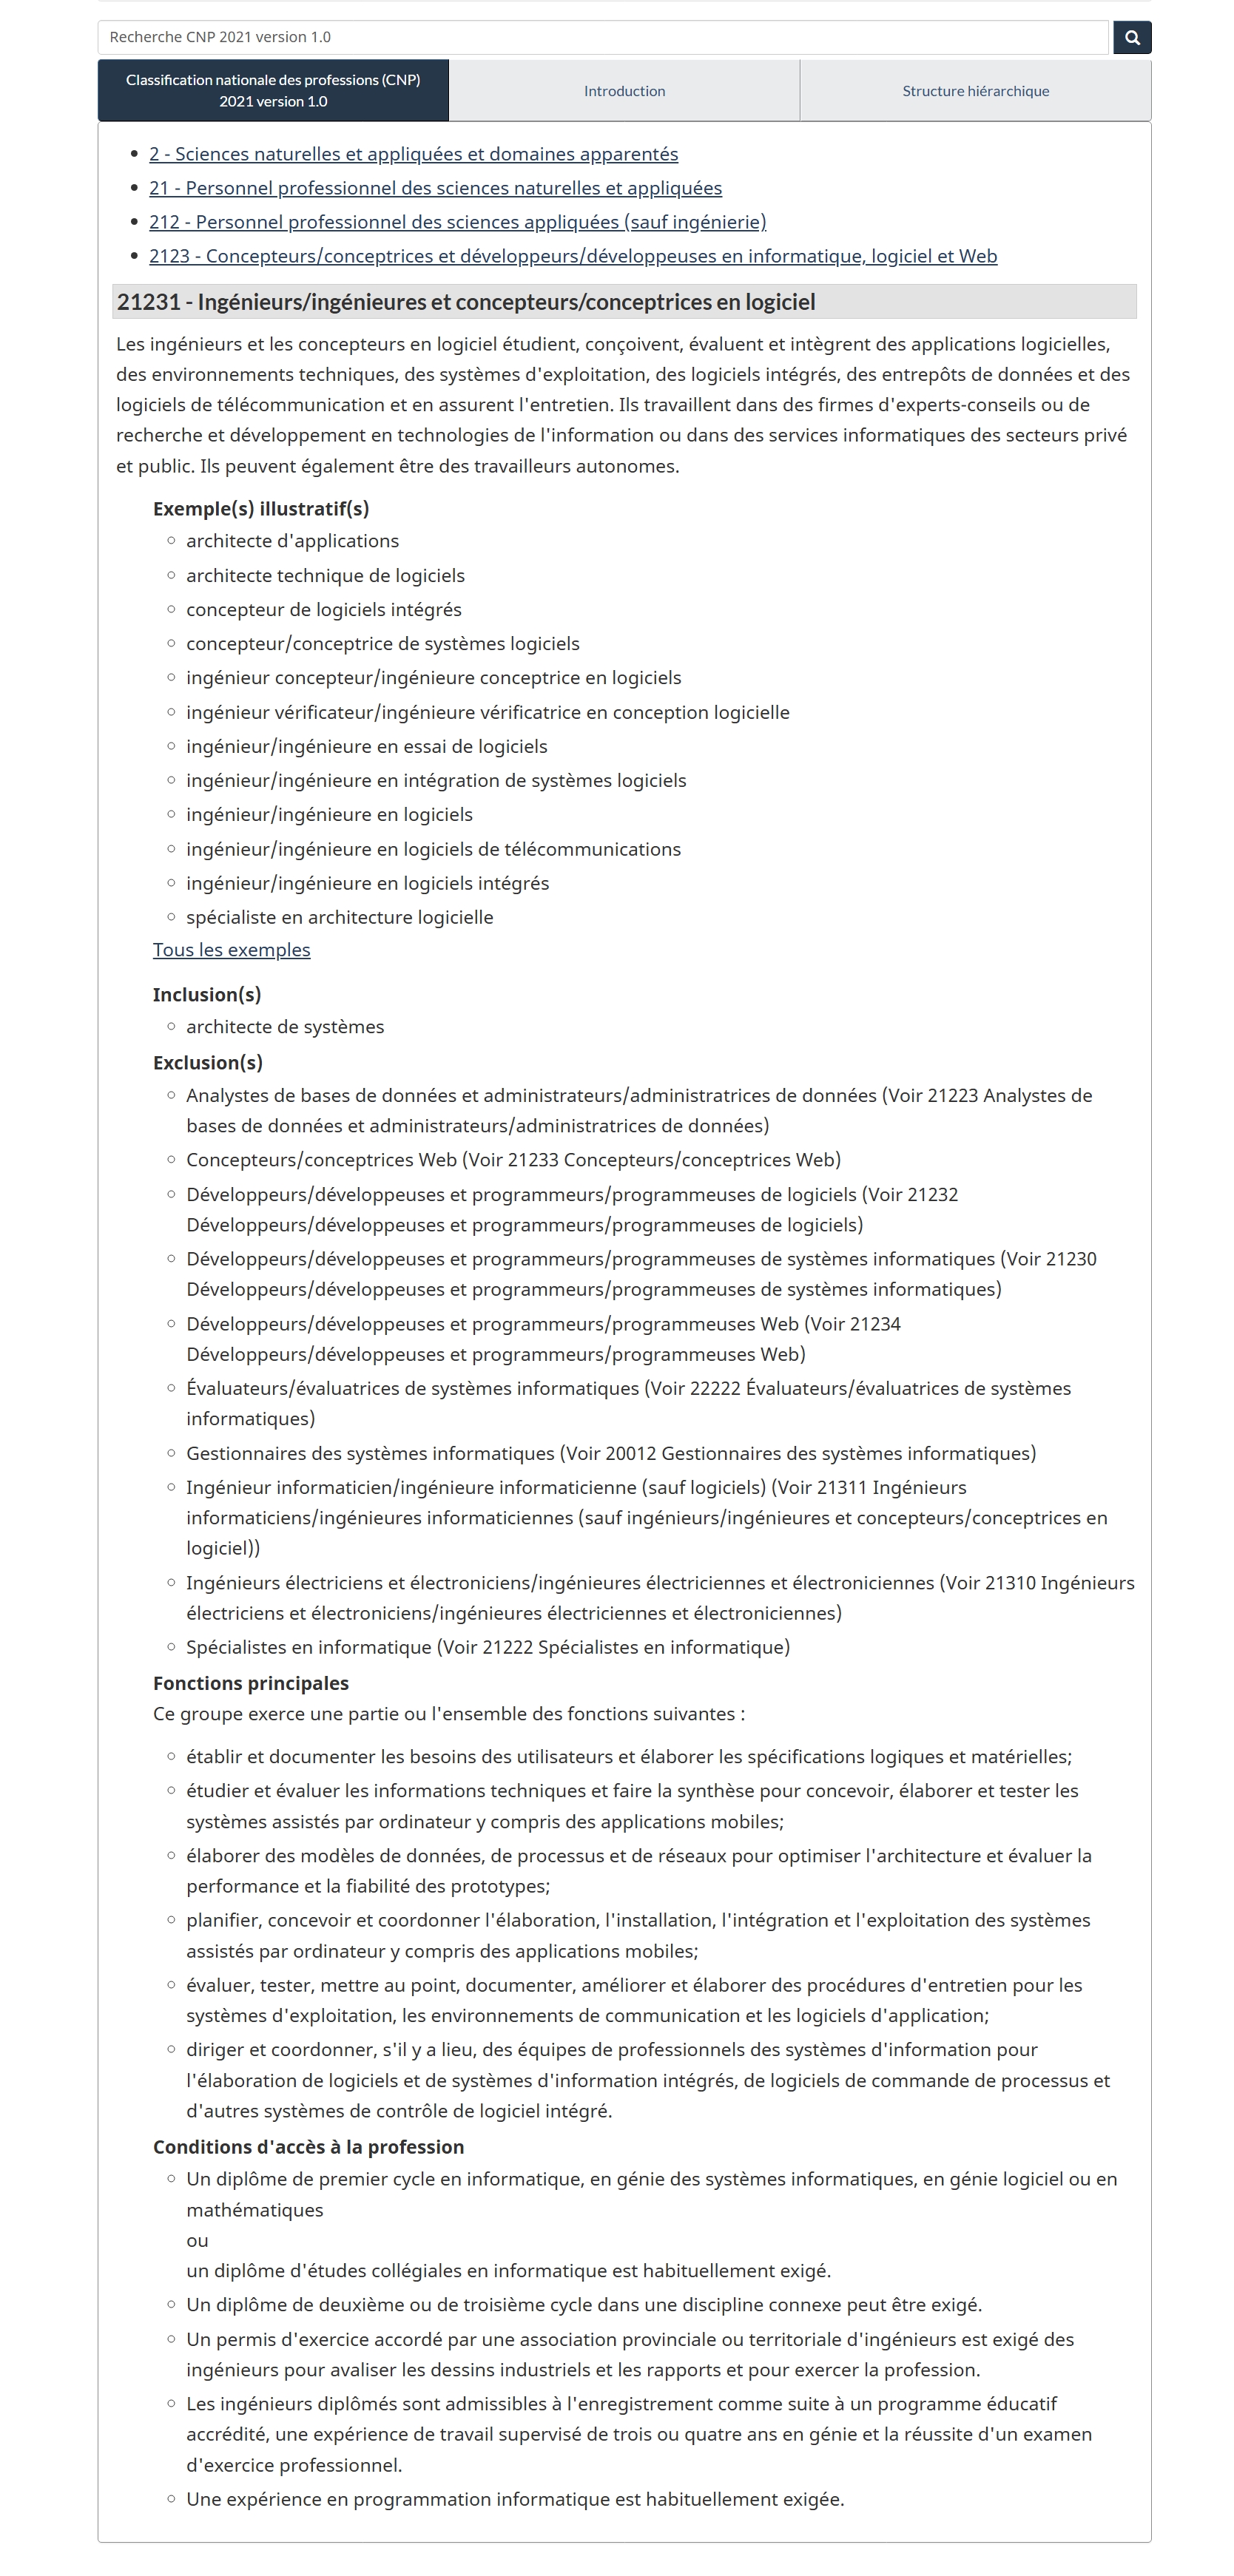 Recherche CNP 2021 version 1.0
Classification nationale des professions (CNP)
2021 version 1.0
Introduction
Structure hiérarchique
2 - Sciences naturelles et appliquées et domaines apparentés
21 - Personnel professionnel des sciences naturelles et appliquées
212 - Personnel professionnel des sciences appliquées (sauf ingénierie)
2123 - Concepteurs/conceptrices et développeurs/développeuses en informatique, logiciel et Web
21231 - Ingénieurs/ingénieures et concepteurs/conceptrices en logiciel
Les ingénieurs et les concepteurs en logiciel étudient, conçoivent, évaluent et intègrent des applications logicielles,
des environnements techniques, des systèmes d'exploitation, des logiciels intégrés, des entrepôts de données et des
logiciels de télécommunication et en assurent l'entretien. Ils travaillent dans des firmes d'experts-conseils ou de
recherche et développement en technologies de l'information ou dans des services informatiques des secteurs privé
et public. Ils peuvent également être des travailleurs autonomes.
Exemple(s) illustratif(s)
architecte d'applications
architecte technique de logiciels
concepteur de logiciels intégrés
concepteur/conceptrice de systèmes logiciels
ingénieur concepteur/ingénieure conceptrice en logiciels
ingénieur vérificateur/ingénieure vérificatrice en conception logicielle
ingénieur/ingénieure en essai de logiciels
ingénieur/ingénieure en intégration de systèmes logiciels
ingénieur/ingénieure en logiciels
ingénieur/ingénieure en logiciels de télécommunications
ingénieur/ingénieure en logiciels intégrés
spécialiste en architecture logicielle
Tous les exemples
Inclusion(s)
architecte de systèmes
Exclusion(s)
Analystes de bases de données et administrateurs/administratrices de données (Voir 21223 Analystes de
bases de données et administrateurs/administratrices de données)
Concepteurs/conceptrices Web (Voir 21233 Concepteurs/conceptrices Web)
Développeurs/développeuses et programmeurs/programmeuses de logiciels (Voir 21232
Développeurs/développeuses et programmeurs/programmeuses de logiciels)
Développeurs/développeuses et programmeurs/programmeuses de systèmes informatiques (Voir 21230
Développeurs/développeuses et programmeurs/programmeuses de systèmes informatiques)
Développeurs/développeuses et programmeurs/programmeuses Web (Voir 21234
Développeurs/développeuses et programmeurs/programmeuses Web)
Évaluateurs/évaluatrices de systèmes informatiques (Voir 22222 Évaluateurs/évaluatrices de systèmes
informatiques)
Gestionnaires des systèmes informatiques (Voir 20012 Gestionnaires des systèmes informatiques)
Ingénieur informaticien/ingénieure informaticienne (sauf logiciels) (Voir 21311 Ingénieurs
informaticiens/ingénieures informaticiennes (sauf ingénieurs/ingénieures et concepteurs/conceptrices en
logiciel))
Ingénieurs électriciens et électroniciens/ingénieures électriciennes et électroniciennes (Voir 21310 Ingénieurs
électriciens et électroniciens/ingénieures électriciennes et électroniciennes)
Spécialistes en informatique (Voir 21222 Spécialistes en informatique)
Fonctions principales
Ce groupe exerce une partie ou l'ensemble des fonctions suivantes :
établir et documenter les besoins des utilisateurs et élaborer les spécifications logiques et matérielles;
étudier et évaluer les informations techniques et faire la synthèse pour concevoir, élaborer et tester les
systèmes assistés par ordinateur y compris des applications mobiles;
élaborer des modèles de données, de processus et de réseaux pour optimiser l'architecture et évaluer la
performance et la fiabilité des prototypes;
planifier, concevoir et coordonner l'élaboration, l'installation, l'intégration et l'exploitation des systèmes
assistés par ordinateur y compris des applications mobiles;
évaluer, tester, mettre au point, documenter, améliorer et élaborer des procédures d'entretien pour les
systèmes d'exploitation, les environnements de communication et les logiciels d'application;
diriger et coordonner, s'il y a lieu, des équipes de professionnels des systèmes d'information pour
l'élaboration de logiciels et de systèmes d'information intégrés, de logiciels de commande de processus et
d'autres systèmes de contrôle de logiciel intégré.
Conditions d'accès à la profession
Un diplôme de premier cycle en informatique, en génie des systèmes informatiques, en génie logiciel ou en
mathématiques
ou
un diplôme d'études collégiales en informatique est habituellement exigé.
Un diplôme de deuxième ou de troisième cycle dans une discipline connexe peut être exigé.
Un permis d'exercice accordé par une association provinciale ou territoriale d'ingénieurs est exigé des
ingénieurs pour avaliser les dessins industriels et les rapports et pour exercer la profession.
Les ingénieurs diplômés sont admissibles à l'enregistrement comme suite à un programme éducatif
accrédité, une expérience de travail supervisé de trois ou quatre ans en génie et la réussite d'un examen
d'exercice professionnel.
Une expérience en programmation informatique est habituellement exigée.